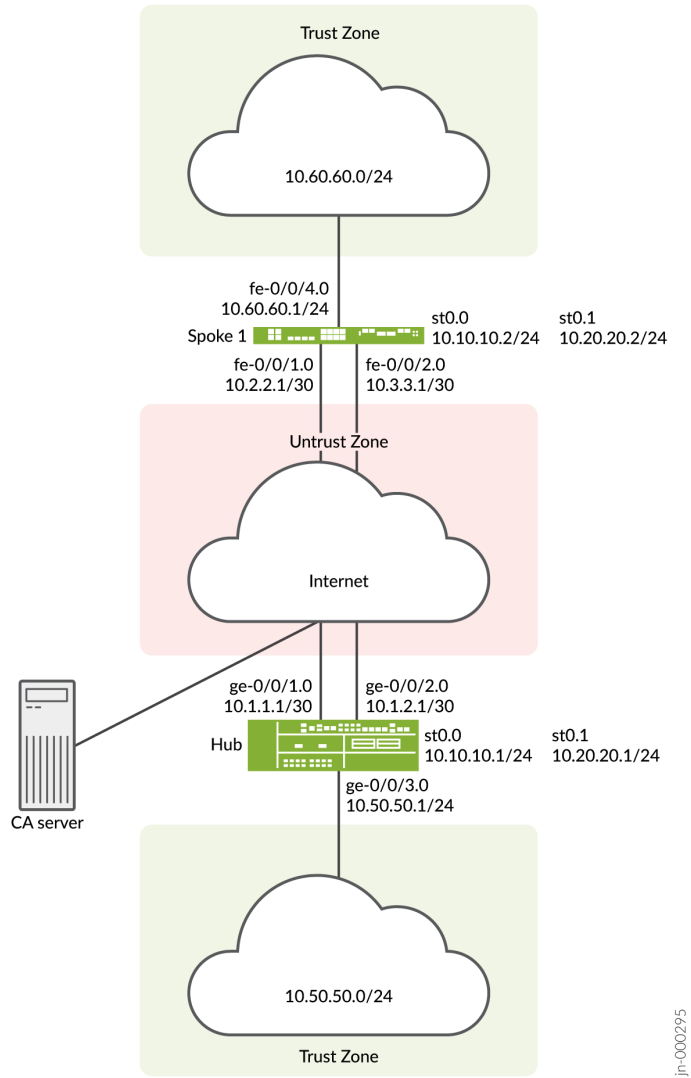 Trust Zone
10.60.60.0/24
fe-0/0/4.0
10.60.60.1/24
Spoke 1
st0.0
10.10.10.2/24
st0.1
10.20.20.2/24
fe-0/0/1.0
10.2.2.1/30
fe-0/0/2.0
10.3.3.1/30
Untrust Zone
Internet
ge-0/0/1.0
10.1.1.1/30
ge-0/0/2.0
10.1.2.1/30
Hub
st0.0
10.10.10.1/24
st0.1
10.20.20.1/24
ge-0/0/3.0
10.50.50.1/24
CA server
10.50.50.0/24
Trust Zone
jn-000295